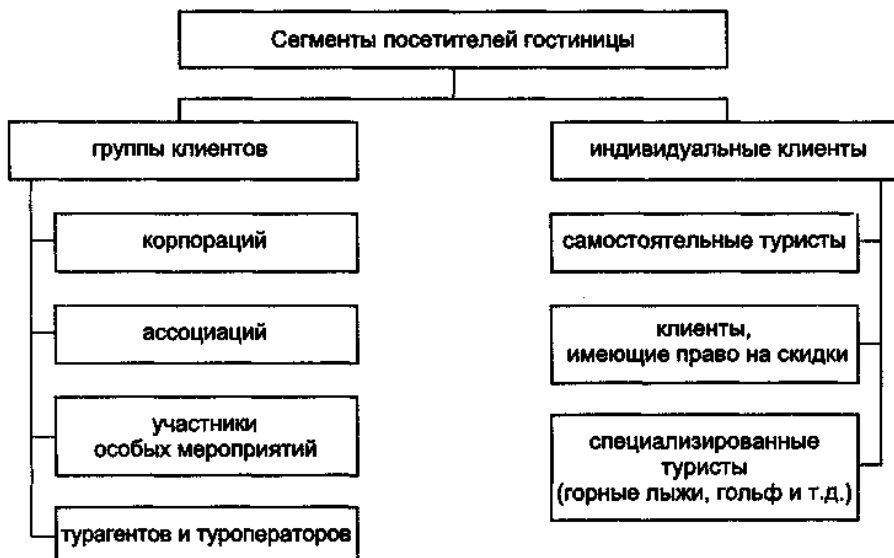 Сегменты посетителей гостиницы
группы клиентов
корпораций
ассоциаций
участники
особых мероприятий
турагентов и туроператоров
индивидуальные клиенты
самостоятельные туристы
клиенты,
имеющие право на скидки
специализированные
туристы
(горные лыжи, гольф и т.д.)